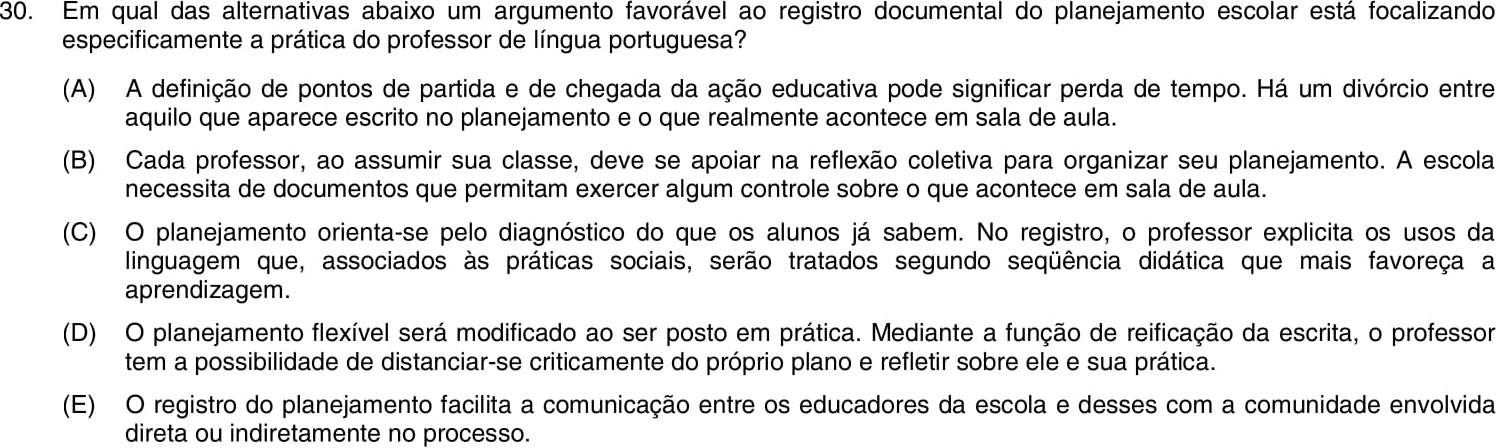 30. Em qual das alternativas abaixo um argumento favorável ao registro documental do planejamento escolar está focalizando
especificamente a prática do professor de língua portuguesa?
(A) A definição de pontos de partida e de chegada da ação educativa pode significar perda de tempo. Há um divórcio entre
aquilo que aparece escrito no planejamento e o que realmente acontece em sala de aula.
(B) Cada professor, ao assumir sua classe, deve se apoiar na reflexão coletiva para organizar seu planejamento. A escola
necessita de documentos que permitam exercer algum controle sobre o que acontece em sala de aula.
(C) O planejamento orienta-se pelo diagnóstico do que os alunos já sabem. No registro, o professor explicita os usos da
linguagem que, associados às práticas sociais, serão tratados segundo seqüência didática que mais favoreça a
aprendizagem.
(D) O planejamento flexível será modificado ao ser posto em prática. Mediante a função de reificação da escrita, o professor
tem a possibilidade de distanciar-se criticamente do próprio plano e refletir sobre ele e sua prática.
(E) O registro do planejamento facilita a comunicação entre os educadores da escola e desses com a comunidade envolvida
direta ou indiretamente no processo.